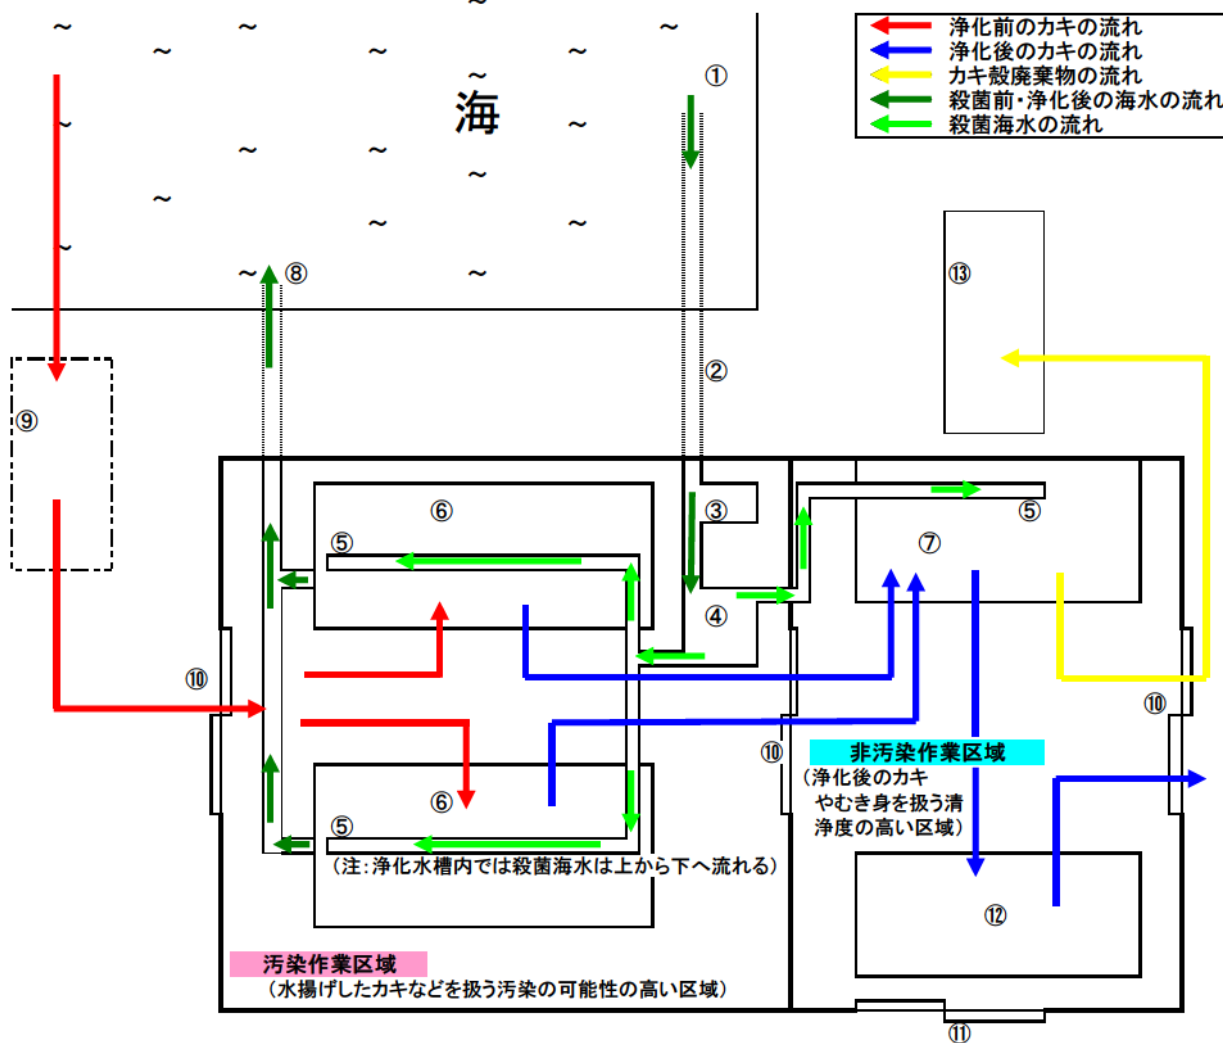 浄化前のカキの流れ
浄化後のカキの流れ
カキ殻廃棄物の流れ
殺菌前・浄化後の海水の流れ
殺菌海水の流れ
①
海
⑧
⑬
②
⑨
⑥
③
⑤
⑤
⑦
④
⑩
⑩
⑩
非汚染作業区域
(浄化後のカキ
やむき身を扱う清
浄度の高い区域)
⑥
⑤
(注:浄化水槽内では殺菌海水は上から下へ流れる)
⑫
汚染作業区域
(水揚げしたカキなどを扱う汚染の可能性の高い区域)
⑪